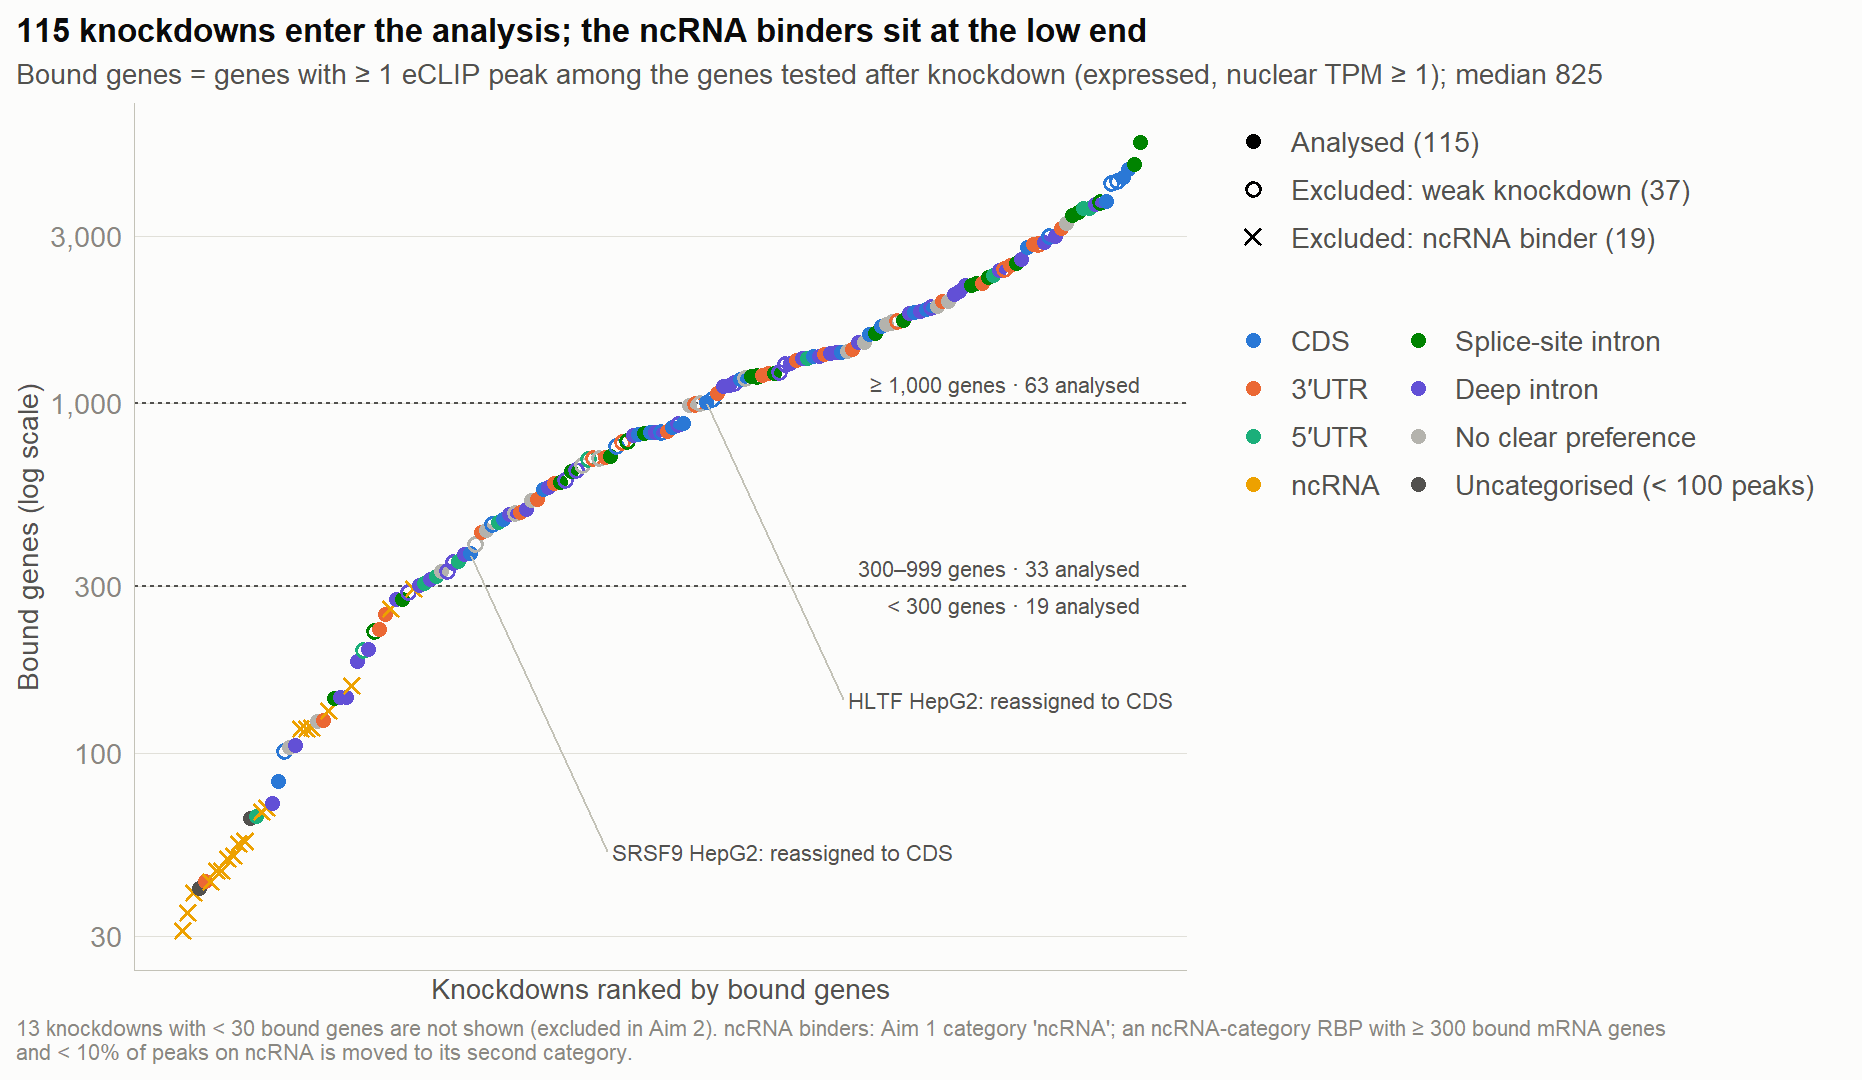 115 knockdowns enter the analysis; the ncRNA binders sit at the low end
Bound genes = genes with ≥ 1 eCLIP peak among the genes tested after knockdown (expressed, nuclear TPM ≥ 1); median 825
Bound genes (log scale)
3,000
1,000
300
100
30
≥ 1,000 genes · 63 analysed
300–999 genes · 33 analysed
< 300 genes · 19 analysed
HLTF HepG2: reassigned to CDS
SRSF9 HepG2: reassigned to CDS
Knockdowns ranked by bound genes
Analysed (115)
Excluded: weak knockdown (37)
Excluded: ncRNA binder (19)
CDS
3′UTR
5′UTR
ncRNA
Splice-site intron
Deep intron
No clear preference
Uncategorised (< 100 peaks)
13 knockdowns with < 30 bound genes are not shown (excluded in Aim 2). ncRNA binders: Aim 1 category 'ncRNA'; an ncRNA-category RBP with ≥ 300 bound mRNA genes
and < 10% of peaks on ncRNA is moved to its second category.